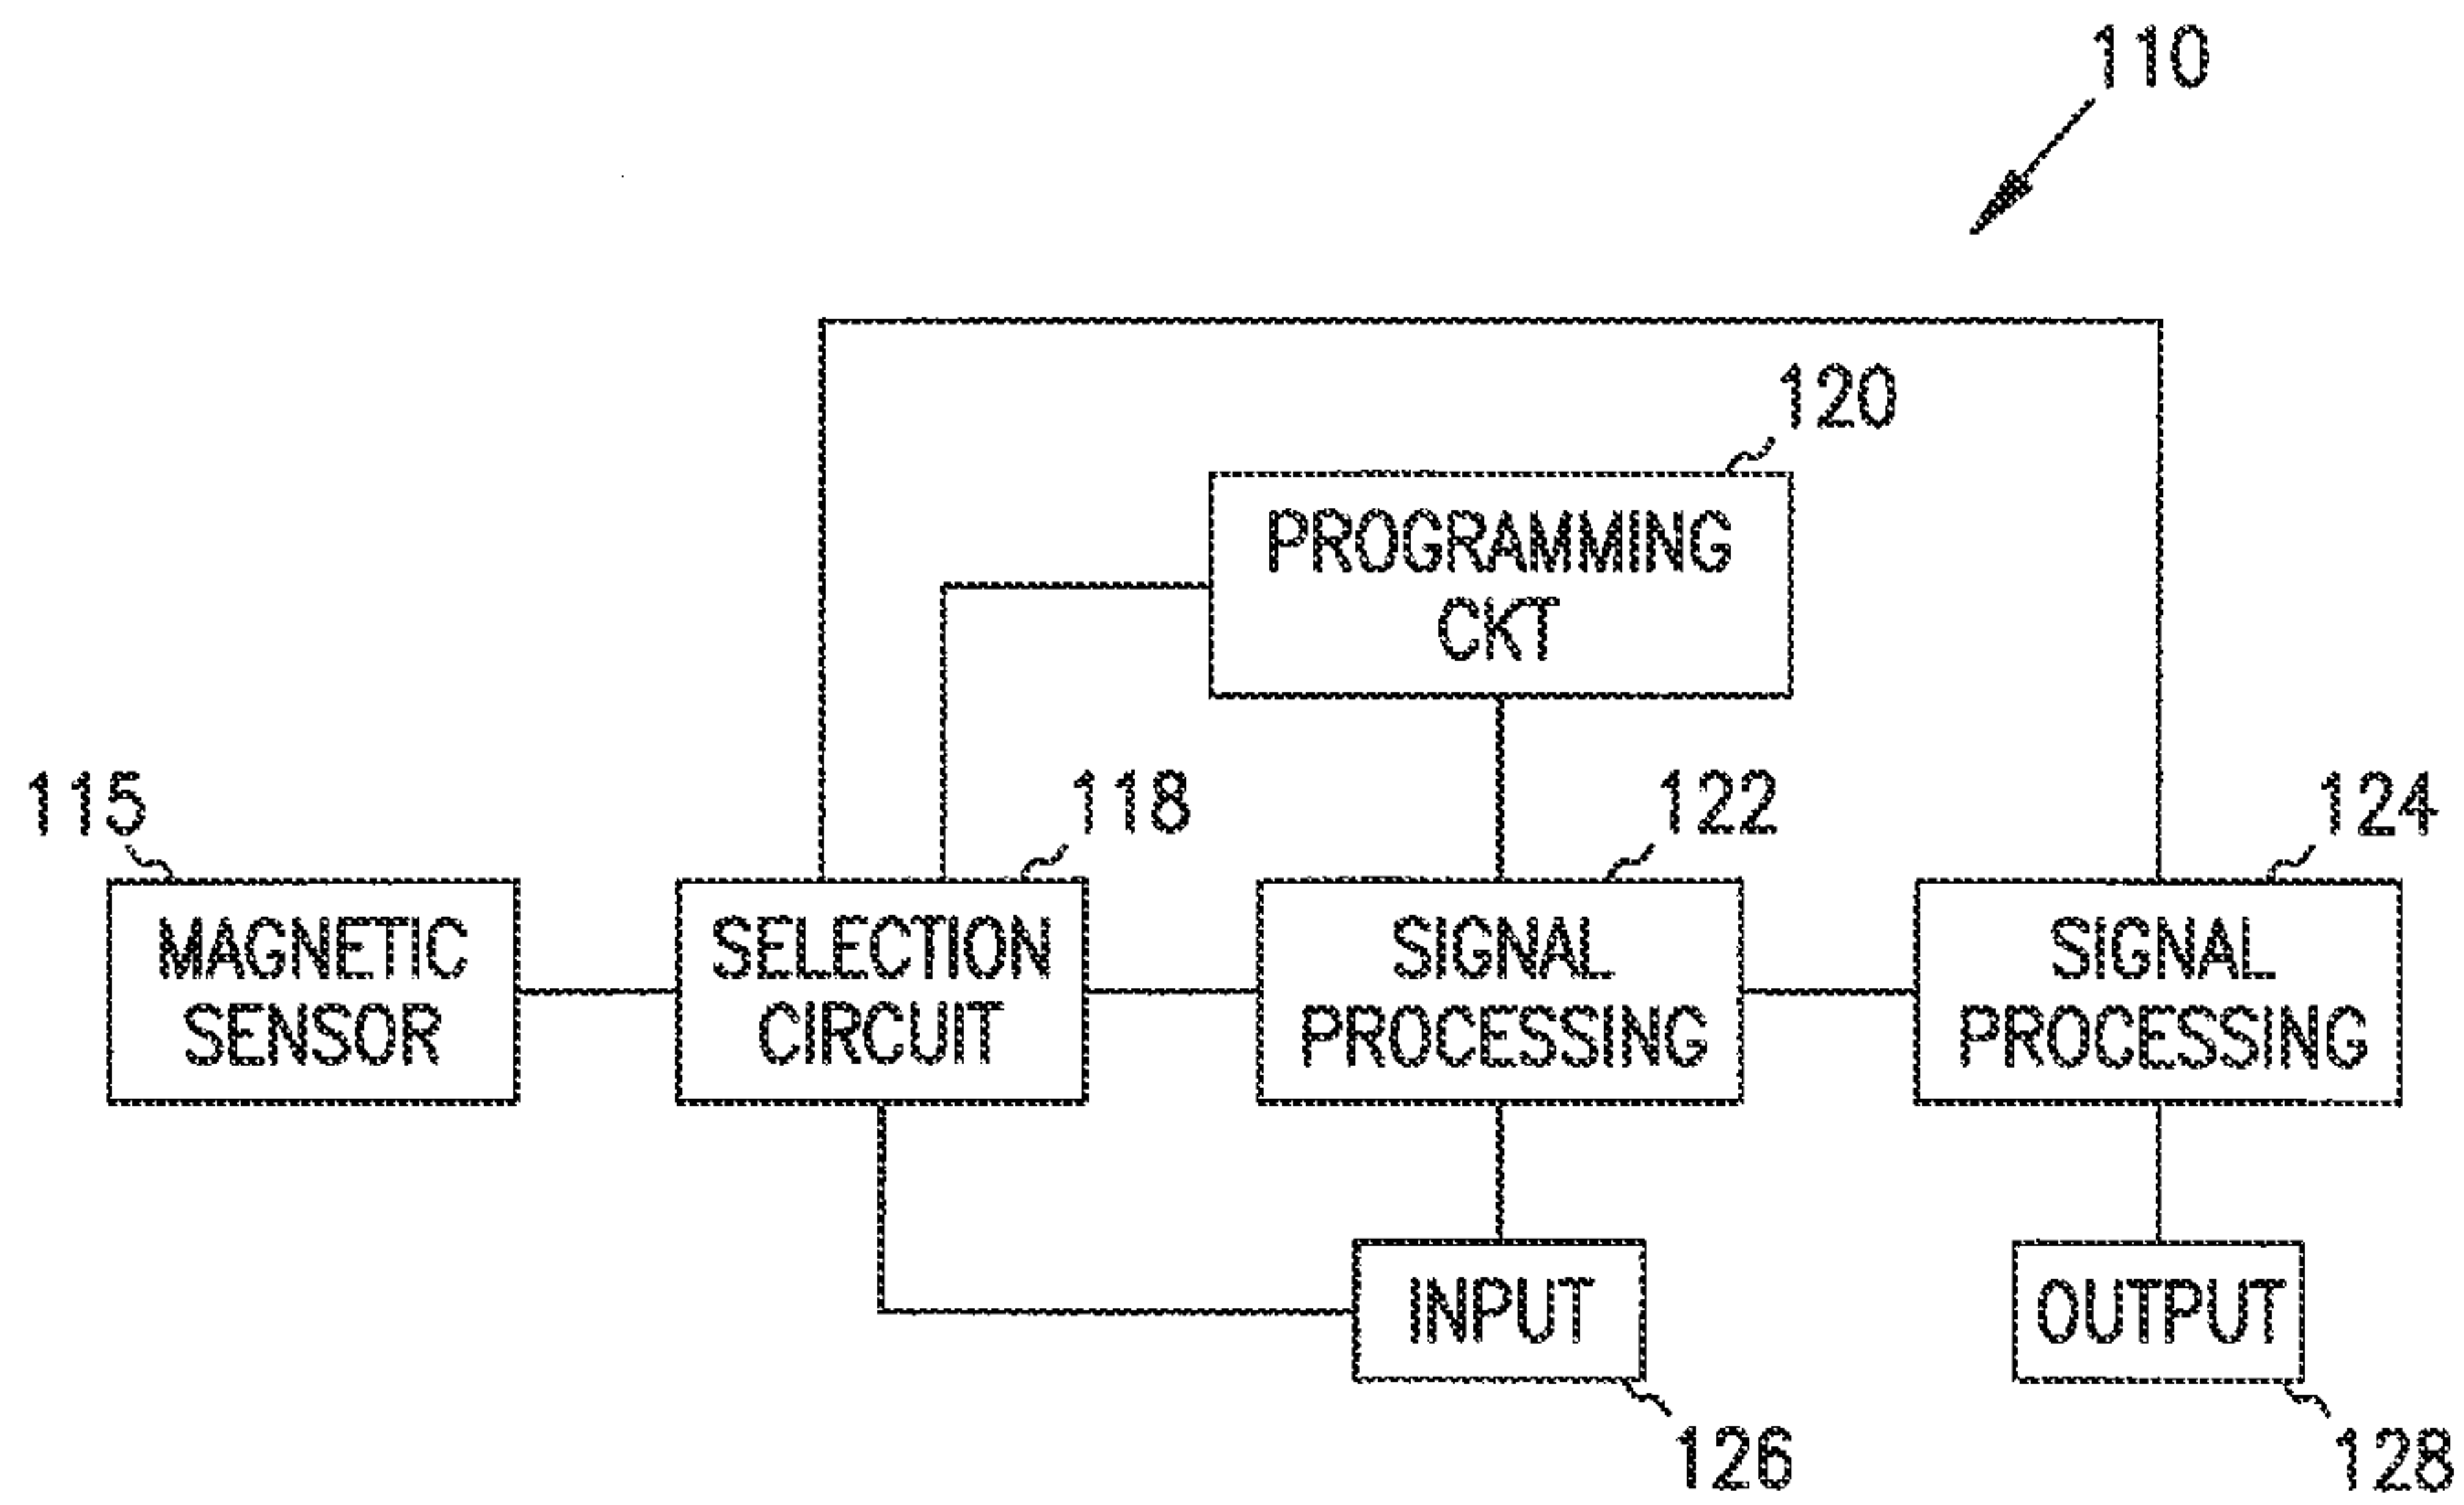 110
120
PROGRAMMING
CKT
115
118
122
124
MAGNETIC
SENSOR
SELECTION
CIRCUIT
SIGNAL
PROCESSING
SIGNAL
PROCESSING
INPUT
OUTPUT
126
128